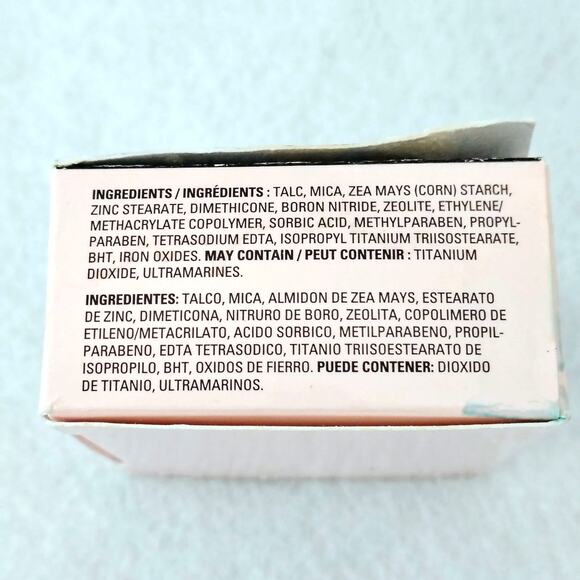 INGREDIENTS / INGRÉDIENTS : TALC, MICA, ZEA MAYS (CORN) STARCH,
ZINC STEARATE, DIMETHICONE, BORON NITRIDE, ZEOLITE, ETHYLENE/
METHACRYLATE COPOLYMER, SORBIC ACID, METHYLPARABEN, PROPYL-
PARABEN, TETRASODIUM EDTA, ISOPROPYL TITANIUM TRIISOSTEARATE,
BHT, IRON OXIDES. MAY CONTAIN / PEUT CONTENIR : TITANIUM
DIOXIDE, ULTRAMARINES.
INGREDIENTES: TALCO, MICA, ALMIDON DE ZEA MAYS, ESTEARATO
DE ZINC, DIMETICONA, NITRURO DE BORO, ZEOLITA, COPOLIMERO DE
ETILENO/METACRILATO, ACIDO SORBICO, METILPARABENO, PROPIL-
PARABENO, EDTA TETRASODICO, TITANIO TRIISOESTEARATO DE
ISOPROPILO, BHT, OXIDOS DE FIERRO. PUEDE CONTENER: DIOXIDO
DE TITANIO, ULTRAMARINOS.